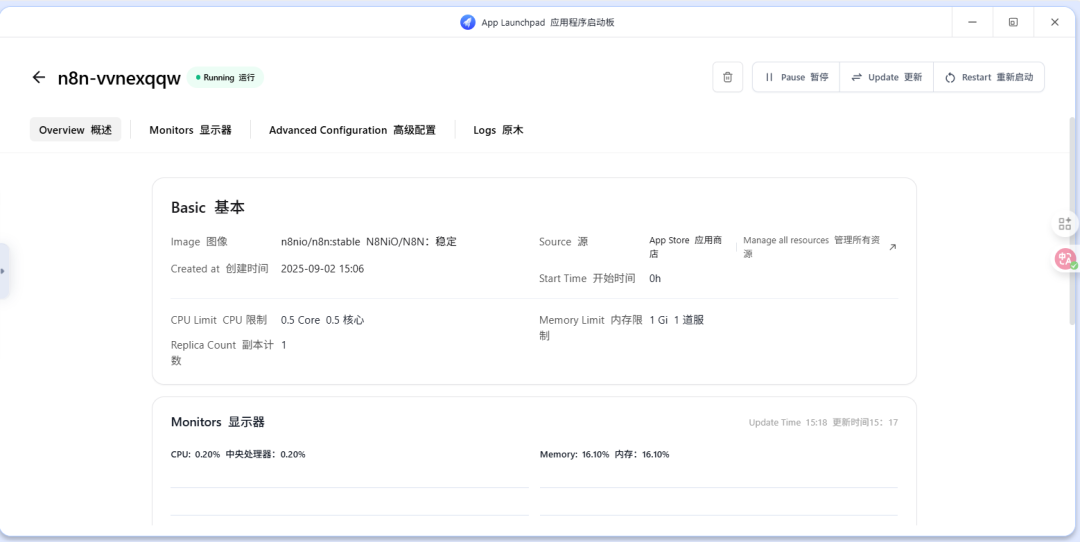 App Launchpad 应用程序启动板
n8n-vvnexqqw Running 运行
Pause 暂停 Update 更新 Restart 重新启动
Overview 概述 Monitors 显示器 Advanced Configuration 高级配置 Logs 原木
Basic 基本
Image 图像 n8nio/n8n:stable N8NiO/N8N：稳定
Source 源 App Store 应用商店 Manage all resources 管理所有资源
Created at 创建时间 2025-09-02 15:06
Start Time 开始时间 0h
CPU Limit CPU 限制 0.5 Core 0.5 核心
Memory Limit 内存限制 1 Gi 1 道服
Replica Count 副本计数 1
Monitors 显示器
Update Time 15:18 更新时间15：17
CPU: 0.20% 中央处理器：0.20%
Memory: 16.10% 内存：16.10%